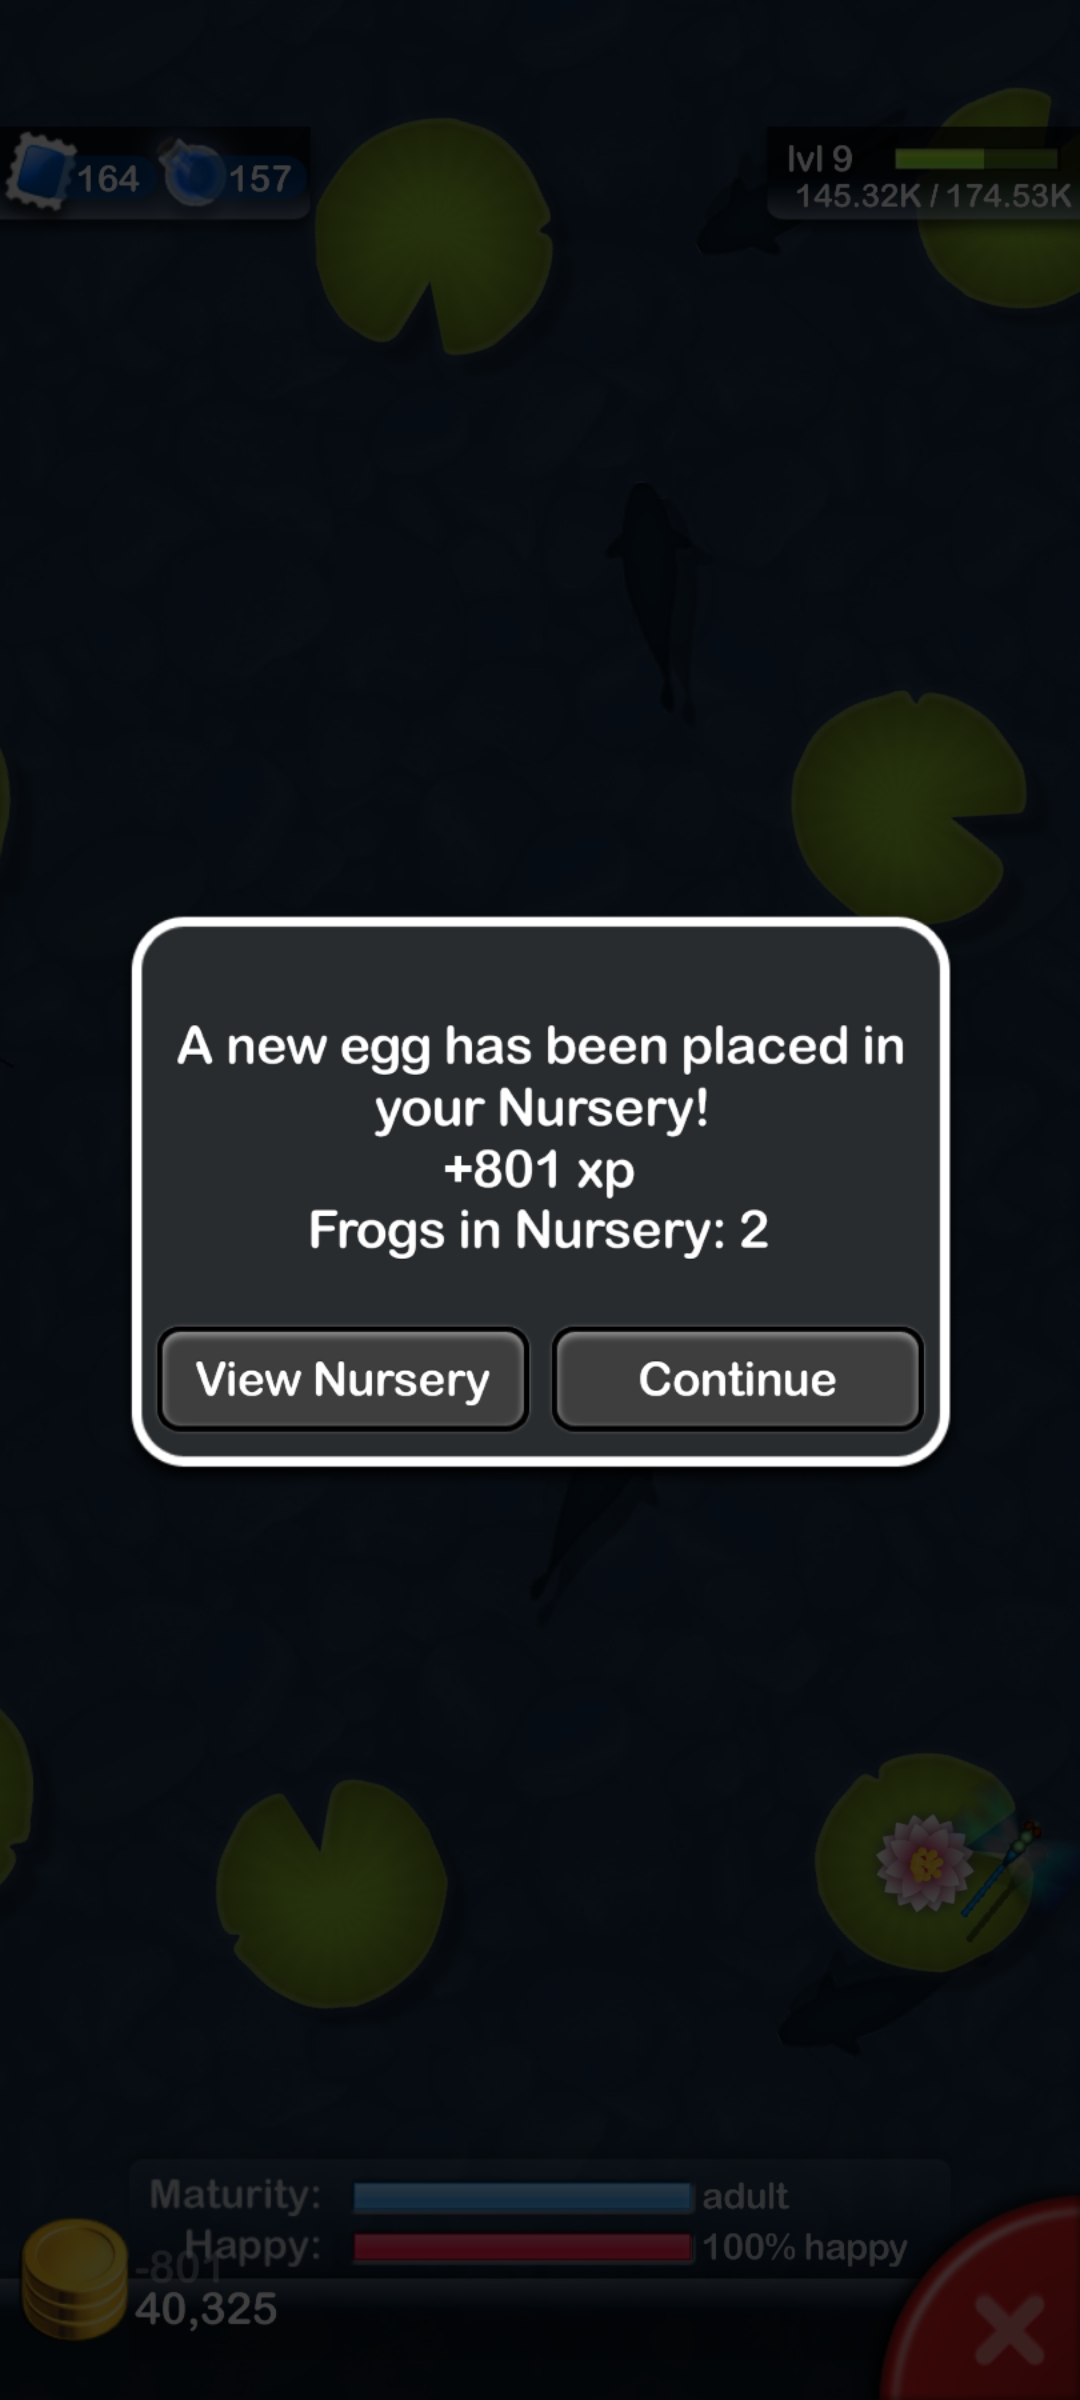 164
157
lvl 9
145.32K / 174.53K
A new egg has been placed in
your Nursery!
+801 xp
Frogs in Nursery: 2
View Nursery
Continue
Maturity:
adult
Happy:
100% happy
-801
40,325